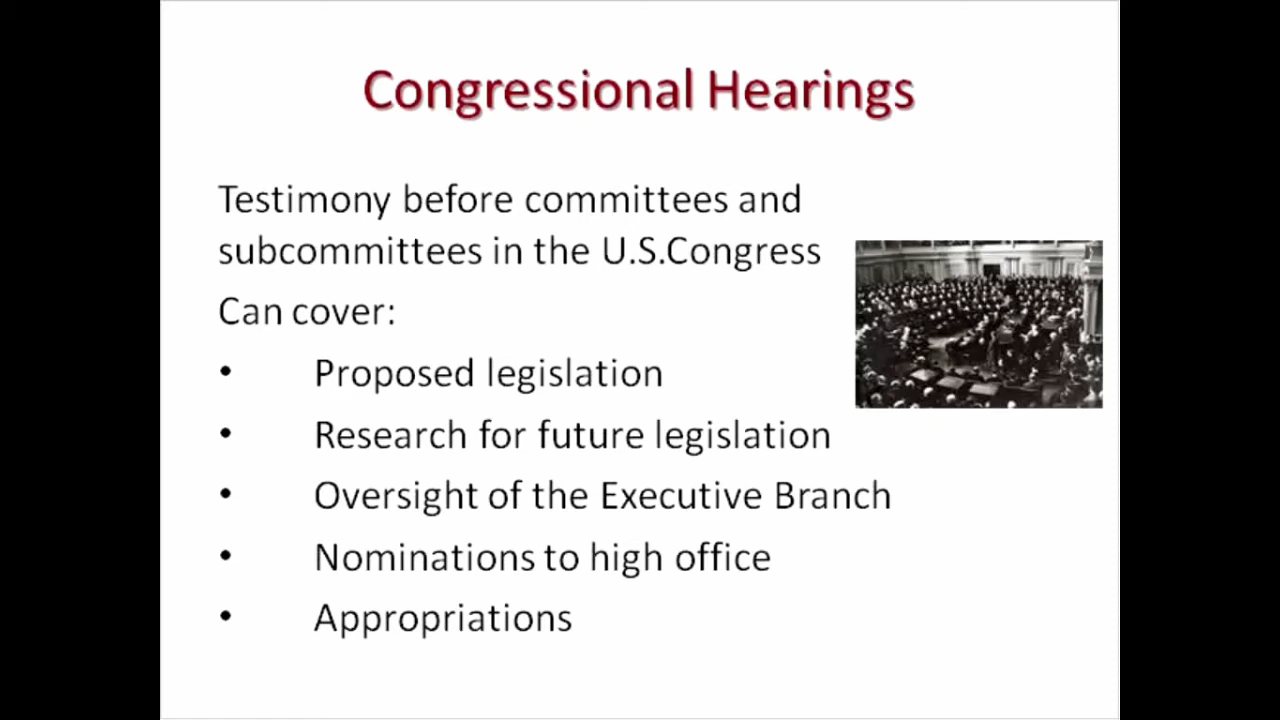 Congressional Hearings
Testimony before committees and
subcommittees in the U.S.Congress
Can cover:
• Proposed legislation
• Research for future legislation
• Oversight of the Executive Branch
• Nominations to high office
• Appropriations